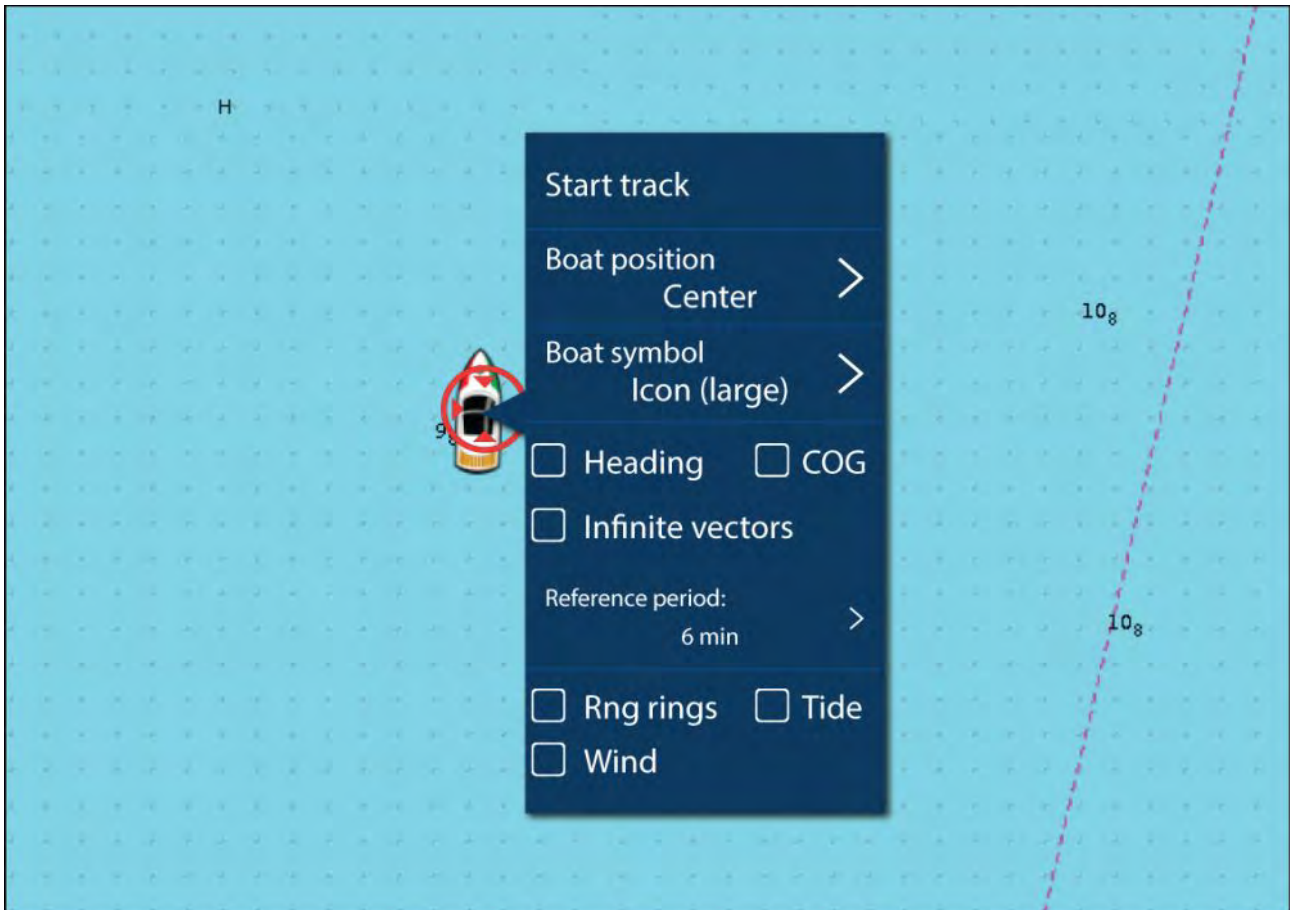 H
Start track
Boat position
Center
10₈
Boat symbol
Icon (large)
9₈
Heading
COG
Infinite vectors
Reference period:
6 min
10₈
Rng rings
Tide
Wind